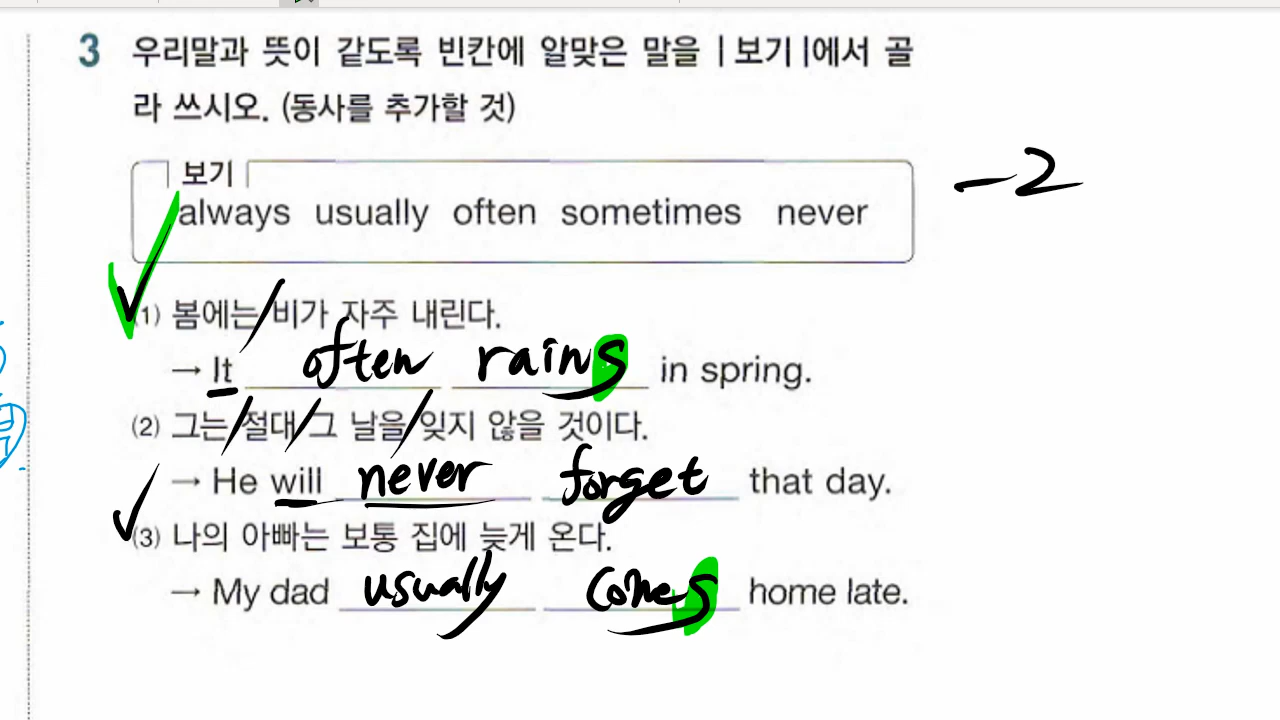 3 우리말과 뜻이 같도록 빈칸에 알맞은 말을 | 보기 |에서 골
라 쓰시오. (동사를 추가할 것)
보기
always usually often sometimes never
-2
(1) 봄에는/비가 자주 내린다.
→ It often rains in spring.
(2) 그는/절대/그 날을/잊지 않을 것이다.
→ He will never forget that day.
(3) 나의 아빠는 보통 집에 늦게 온다.
→ My dad usually comes home late.